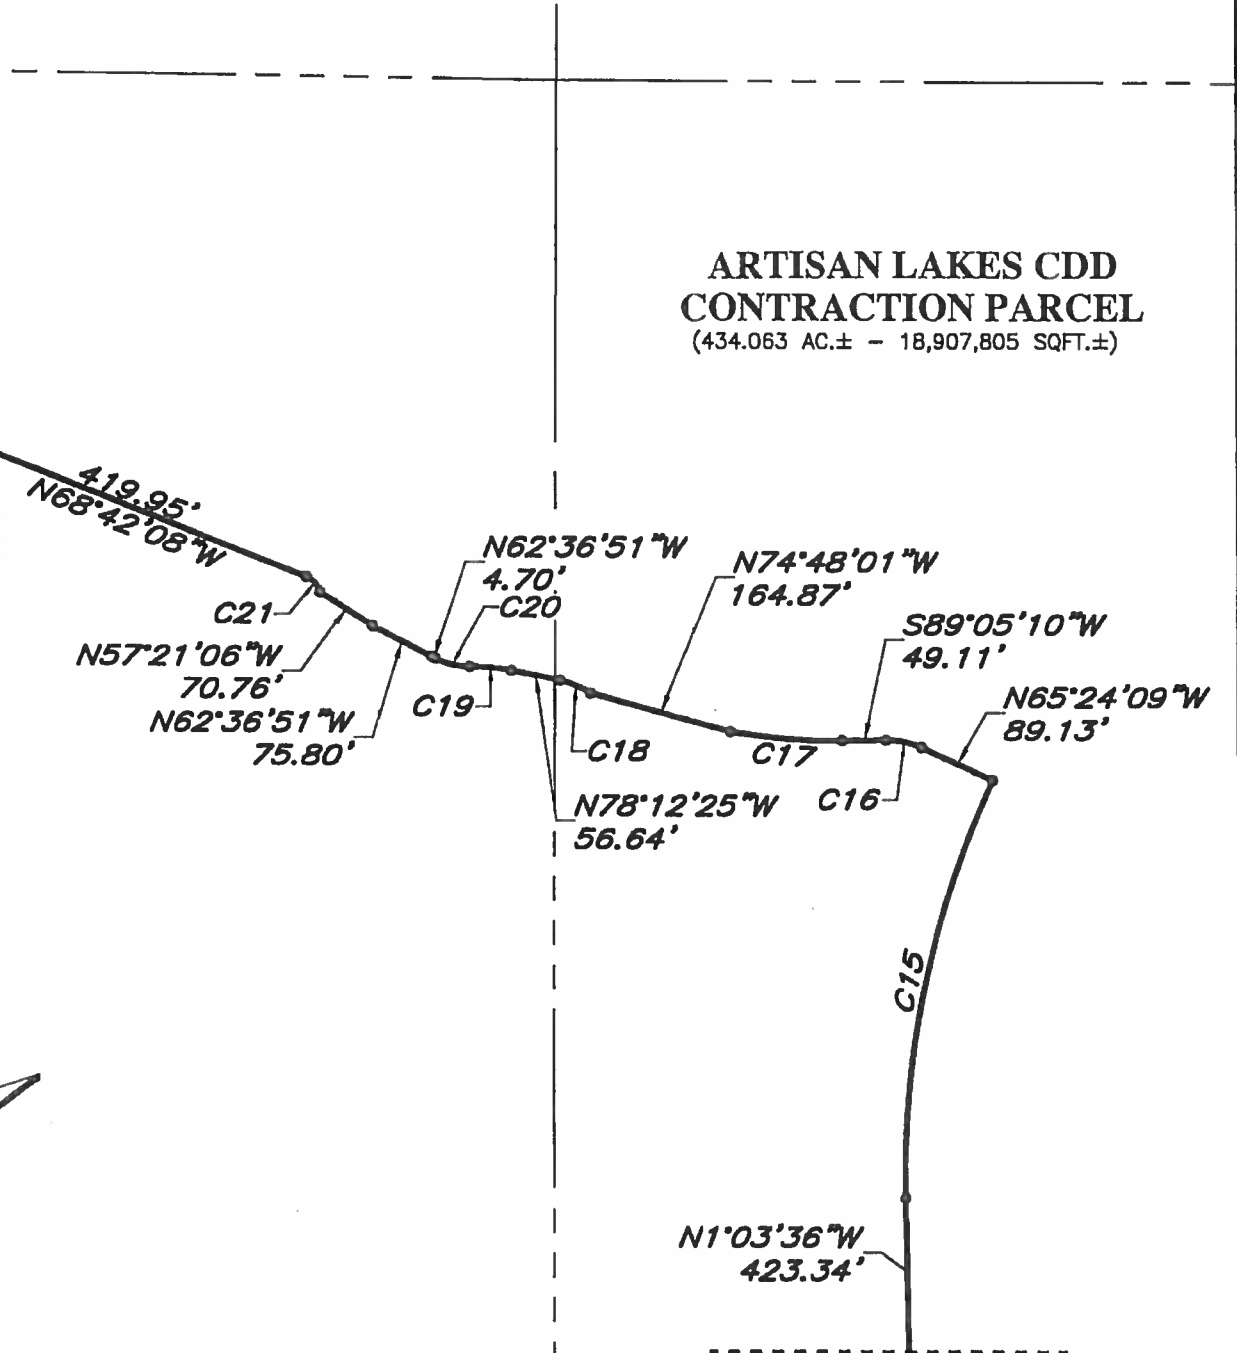 ARTISAN LAKES CDD
CONTRACTION PARCEL
(434.063 AC.± – 18,907,805 SQFT.±)
419.95'
N68°42'08"W
N62°36'51"W
4.70'
C20
N74°48'01"W
164.87'
C21
S89°05'10"W
49.11'
N57°21'06"W
70.76'
N65°24'09"W
89.13'
N62°36'51"W
75.80'
C19
C18
C17
C16
N78°12'25"W
56.64'
C15
N1°03'36"W
423.34'